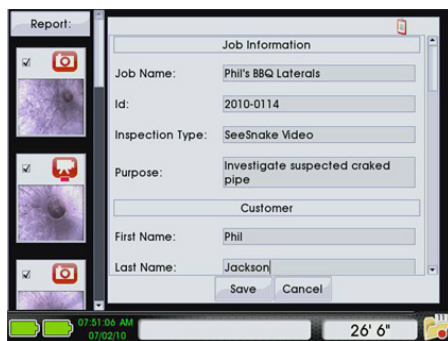 Report:
Job Information
Job Name: Phil's BBQ Laterals
Id: 2010-0114
Inspection Type: SeeSnake Video
Purpose: Investigate suspected craked
pipe
Customer
First Name: Phil
Last Name: Jackson
Save Cancel
07:51:06 AM
07/02/10
26' 6"
11